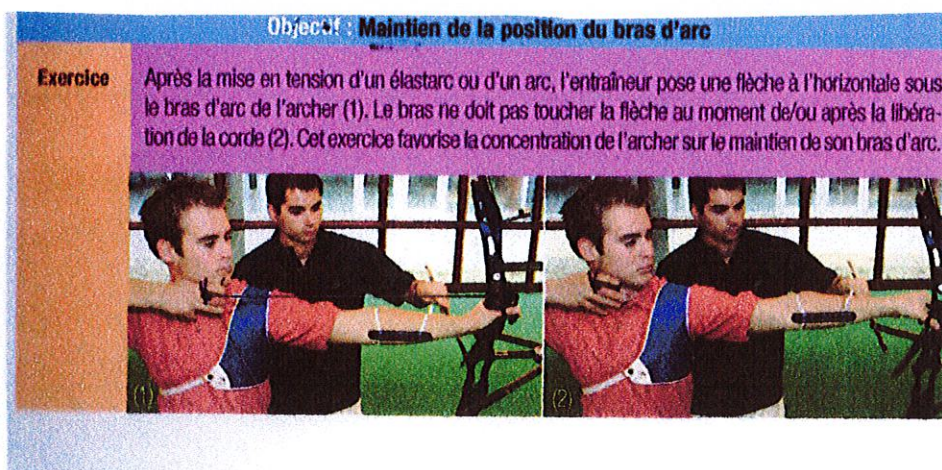 Objectif : Maintien de la position du bras d'arc
Exercice
Après la mise en tension d'un élastarc ou d'un arc, l'entraîneur pose une flèche à l'horizontale sous
le bras d'arc de l'archer (1). Le bras ne doit pas toucher la flèche au moment de/ou après la libéra-
tion de la corde (2). Cet exercice favorise la concentration de l'archer sur le maintien de son bras d'arc.
(1)
(2)